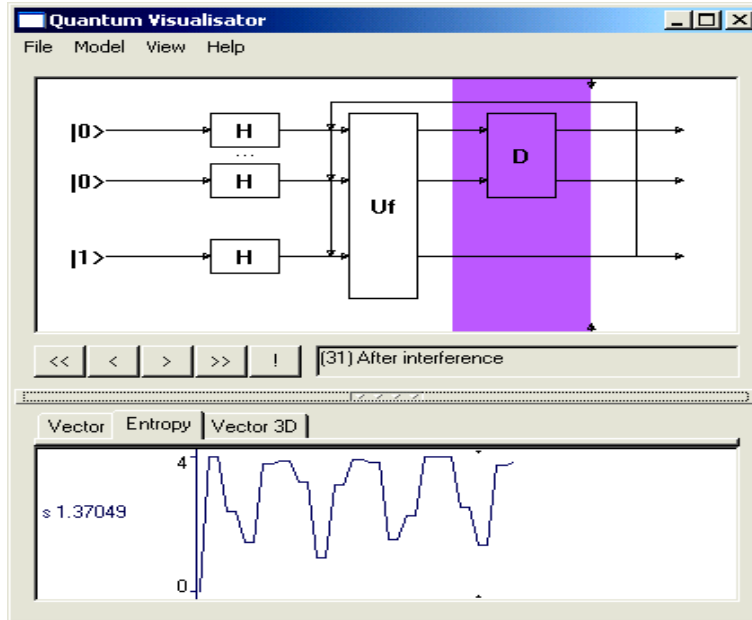 Quantum Visualisator
File Model View Help
|0> H
...
|0> H
Uf
D
|1> H
<< < > >> !
(31) After interference
Vector Entropy Vector 3D
4
s 1.37049
0